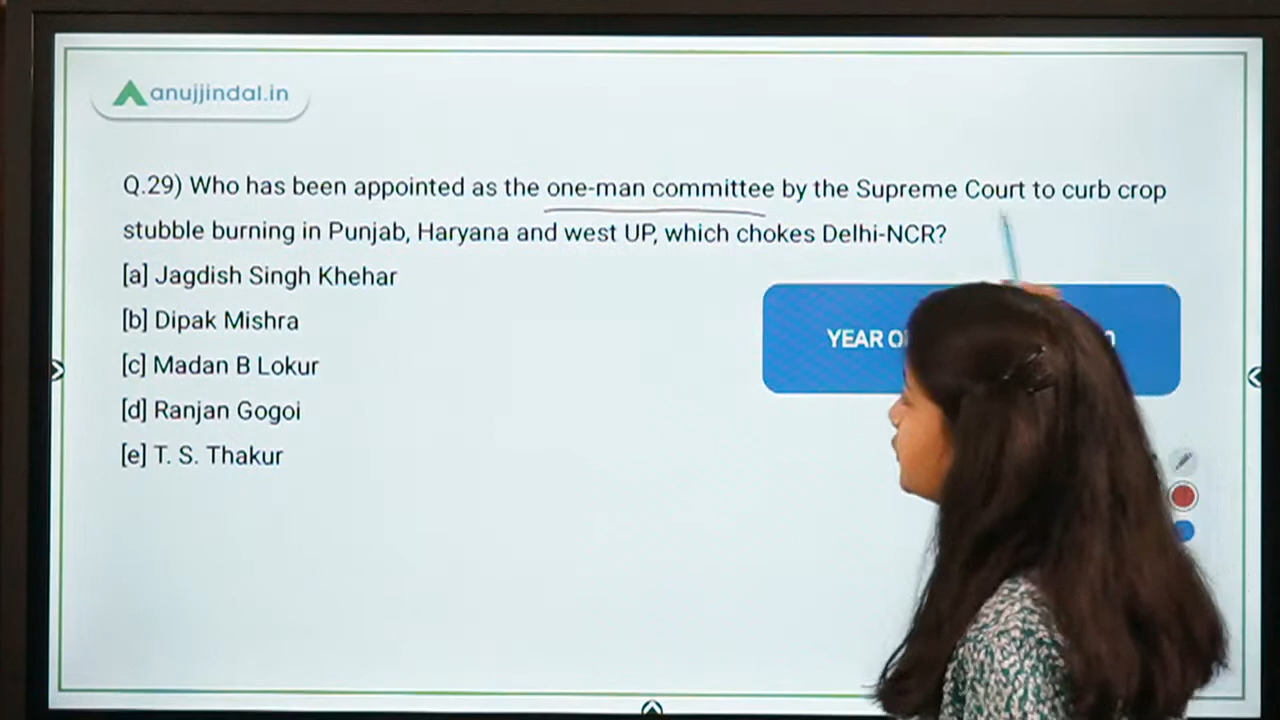 anujjindal.in
Q.29) Who has been appointed as the one-man committee by the Supreme Court to curb crop
stubble burning in Punjab, Haryana and west UP, which chokes Delhi-NCR?
[a] Jagdish Singh Khehar
YEAR
[b] Dipak Mishra
[c] Madan B Lokur
[d] Ranjan Gogoi
[e] T. S. Thakur